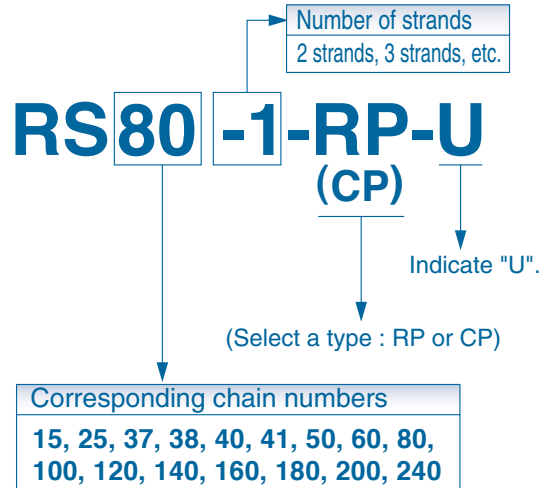 Number of strands
2 strands, 3 strands, etc.
RS80 -1-RP-U
(CP)
Indicate "U".
(Select a type : RP or CP)
Corresponding chain numbers
15, 25, 37, 38, 40, 41, 50, 60, 80,
100, 120, 140, 160, 180, 200, 240